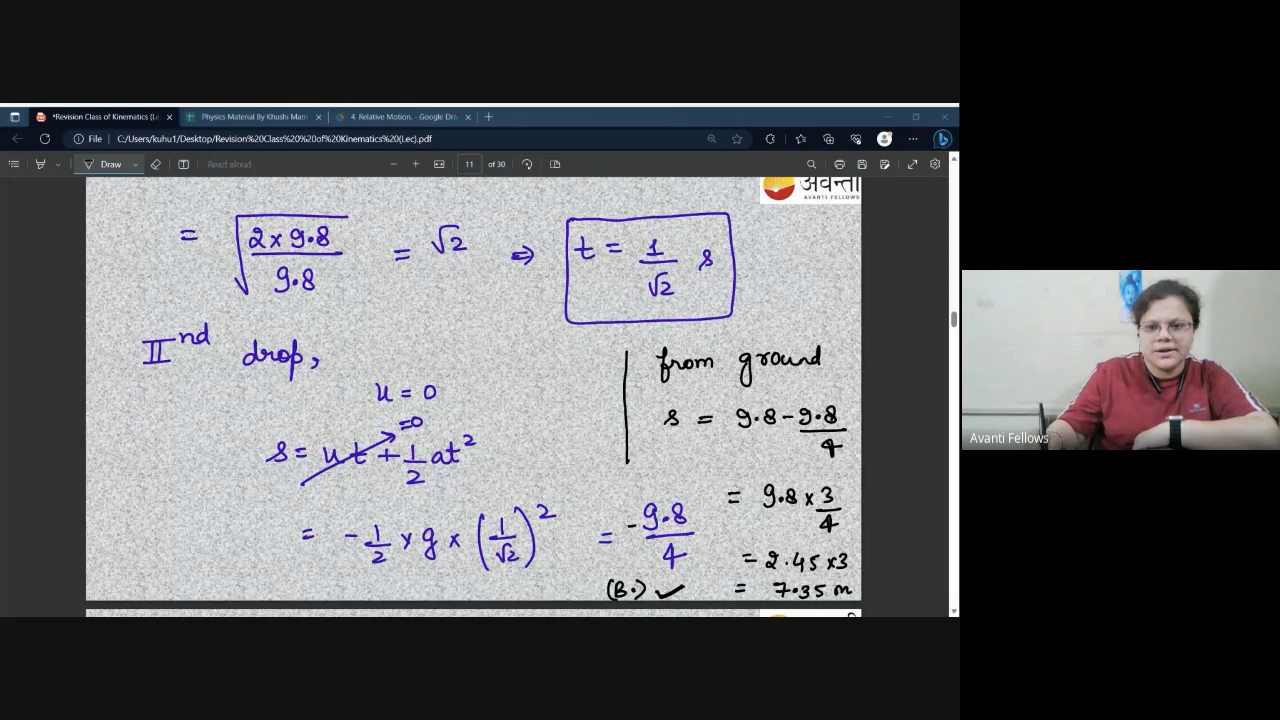 *Revision Class of Kinematics (Le
Physics Material By Khushi Mam
4. Relative Motion. - Google Dri
File
C:/Users/kuhu1/Desktop/Revision%20Class%20%20of%20Kinematics%20(Lec).pdf
Draw
Read aloud
11 of 30
अवन्ती
AVANTI FELLOWS
= √(2 × 9.8 / 9.8) = √2 ⇒ t = 1/√2 s
IInd drop,
u = 0
=0
s = ut + 1/2 at²
= -1/2 × g × (1/√2)² = -9.8/4
from ground
s = 9.8 - 9.8/4
= 9.8 × 3/4
= 2.45 × 3
(B.) ✓ = 7.35 m
Avanti Fellows